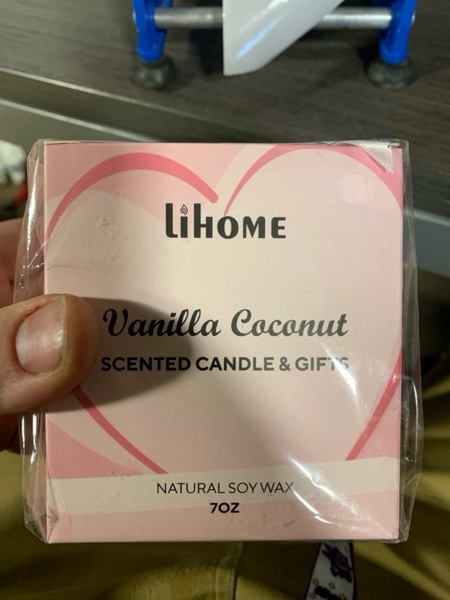 LiHOME
Vanilla Coconut
SCENTED CANDLE & GIFTS
NATURAL SOY WAX
7OZ